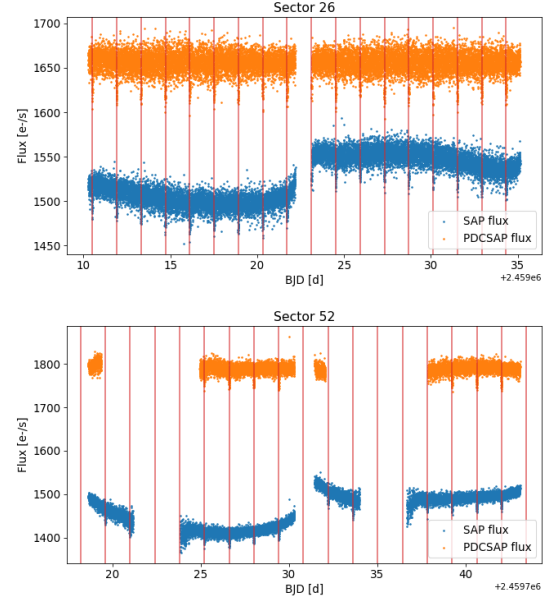 Sector 26
1700
1650
1600
1550
1500
1450
Flux [e-/s]
SAP flux
PDCSAP flux
10 15 20 25 30 35
BJD [d]
+2.459e6
Sector 52
1800
1700
1600
1500
1400
Flux [e-/s]
SAP flux
PDCSAP flux
20 25 30 35 40
BJD [d]
+2.4597e6